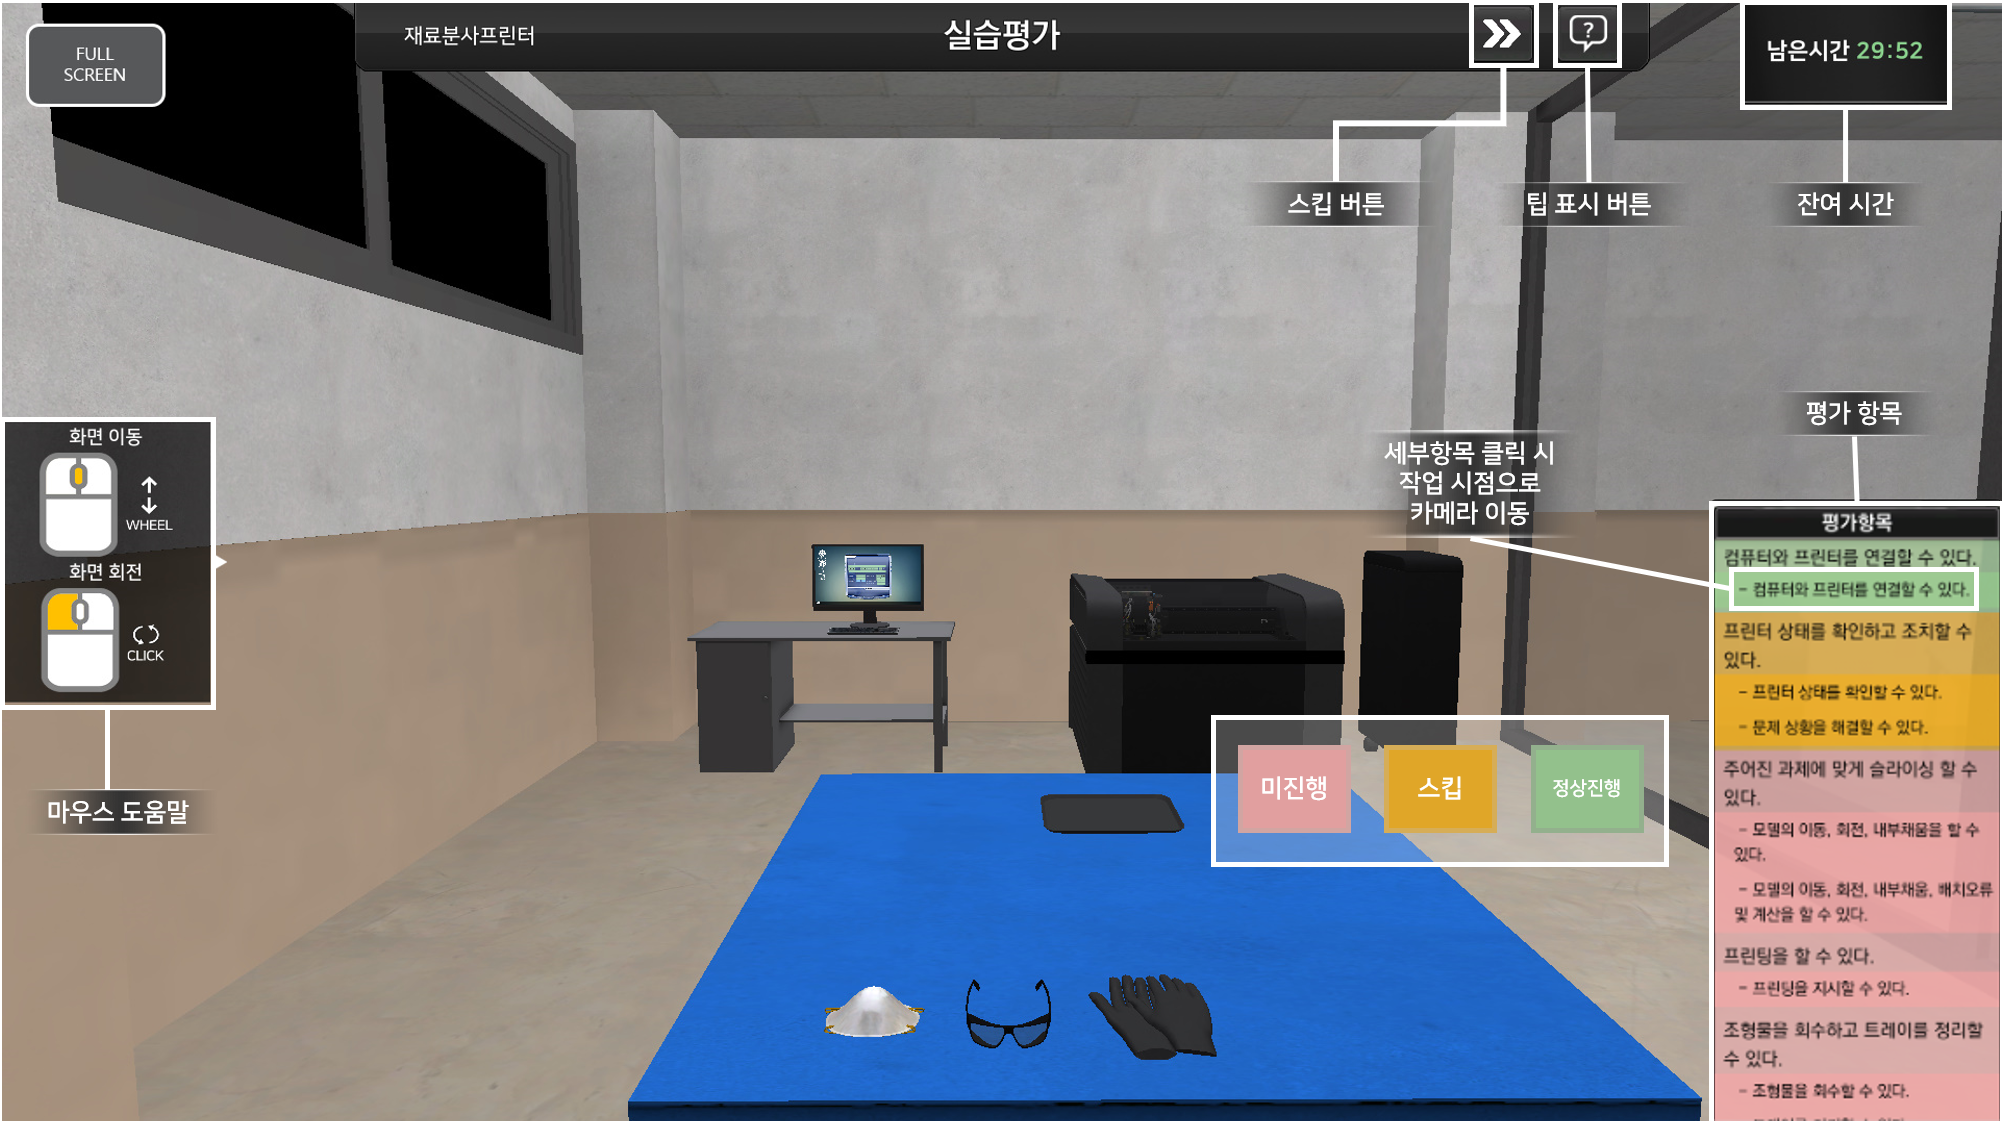 FULL
SCREEN
재료분사프린터
실습평가
?
남은시간 29:52
스킵 버튼
팁 표시 버튼
잔여 시간
화면 이동
WHEEL
화면 회전
CLICK
마우스 도움말
세부항목 클릭 시
작업 시점으로
카메라 이동
평가 항목
평가항목
컴퓨터와 프린터를 연결할 수 있다.
- 컴퓨터와 프린터를 연결할 수 있다.
프린터 상태를 확인하고 조치할 수
있다.
- 프린터 상태를 확인할 수 있다.
- 문제 상황을 해결할 수 있다.
주어진 과제에 맞게 슬라이싱 할 수
있다.
- 모델의 이동, 회전, 내부채움을 할 수
있다.
- 모델의 이동, 회전, 내부채움, 배치오류
및 계산을 할 수 있다.
프린팅을 할 수 있다.
- 프린팅을 지시할 수 있다.
조형물을 회수하고 트레이를 정리할
수 있다.
- 조형물을 회수할 수 있다.
미진행
스킵
정상진행